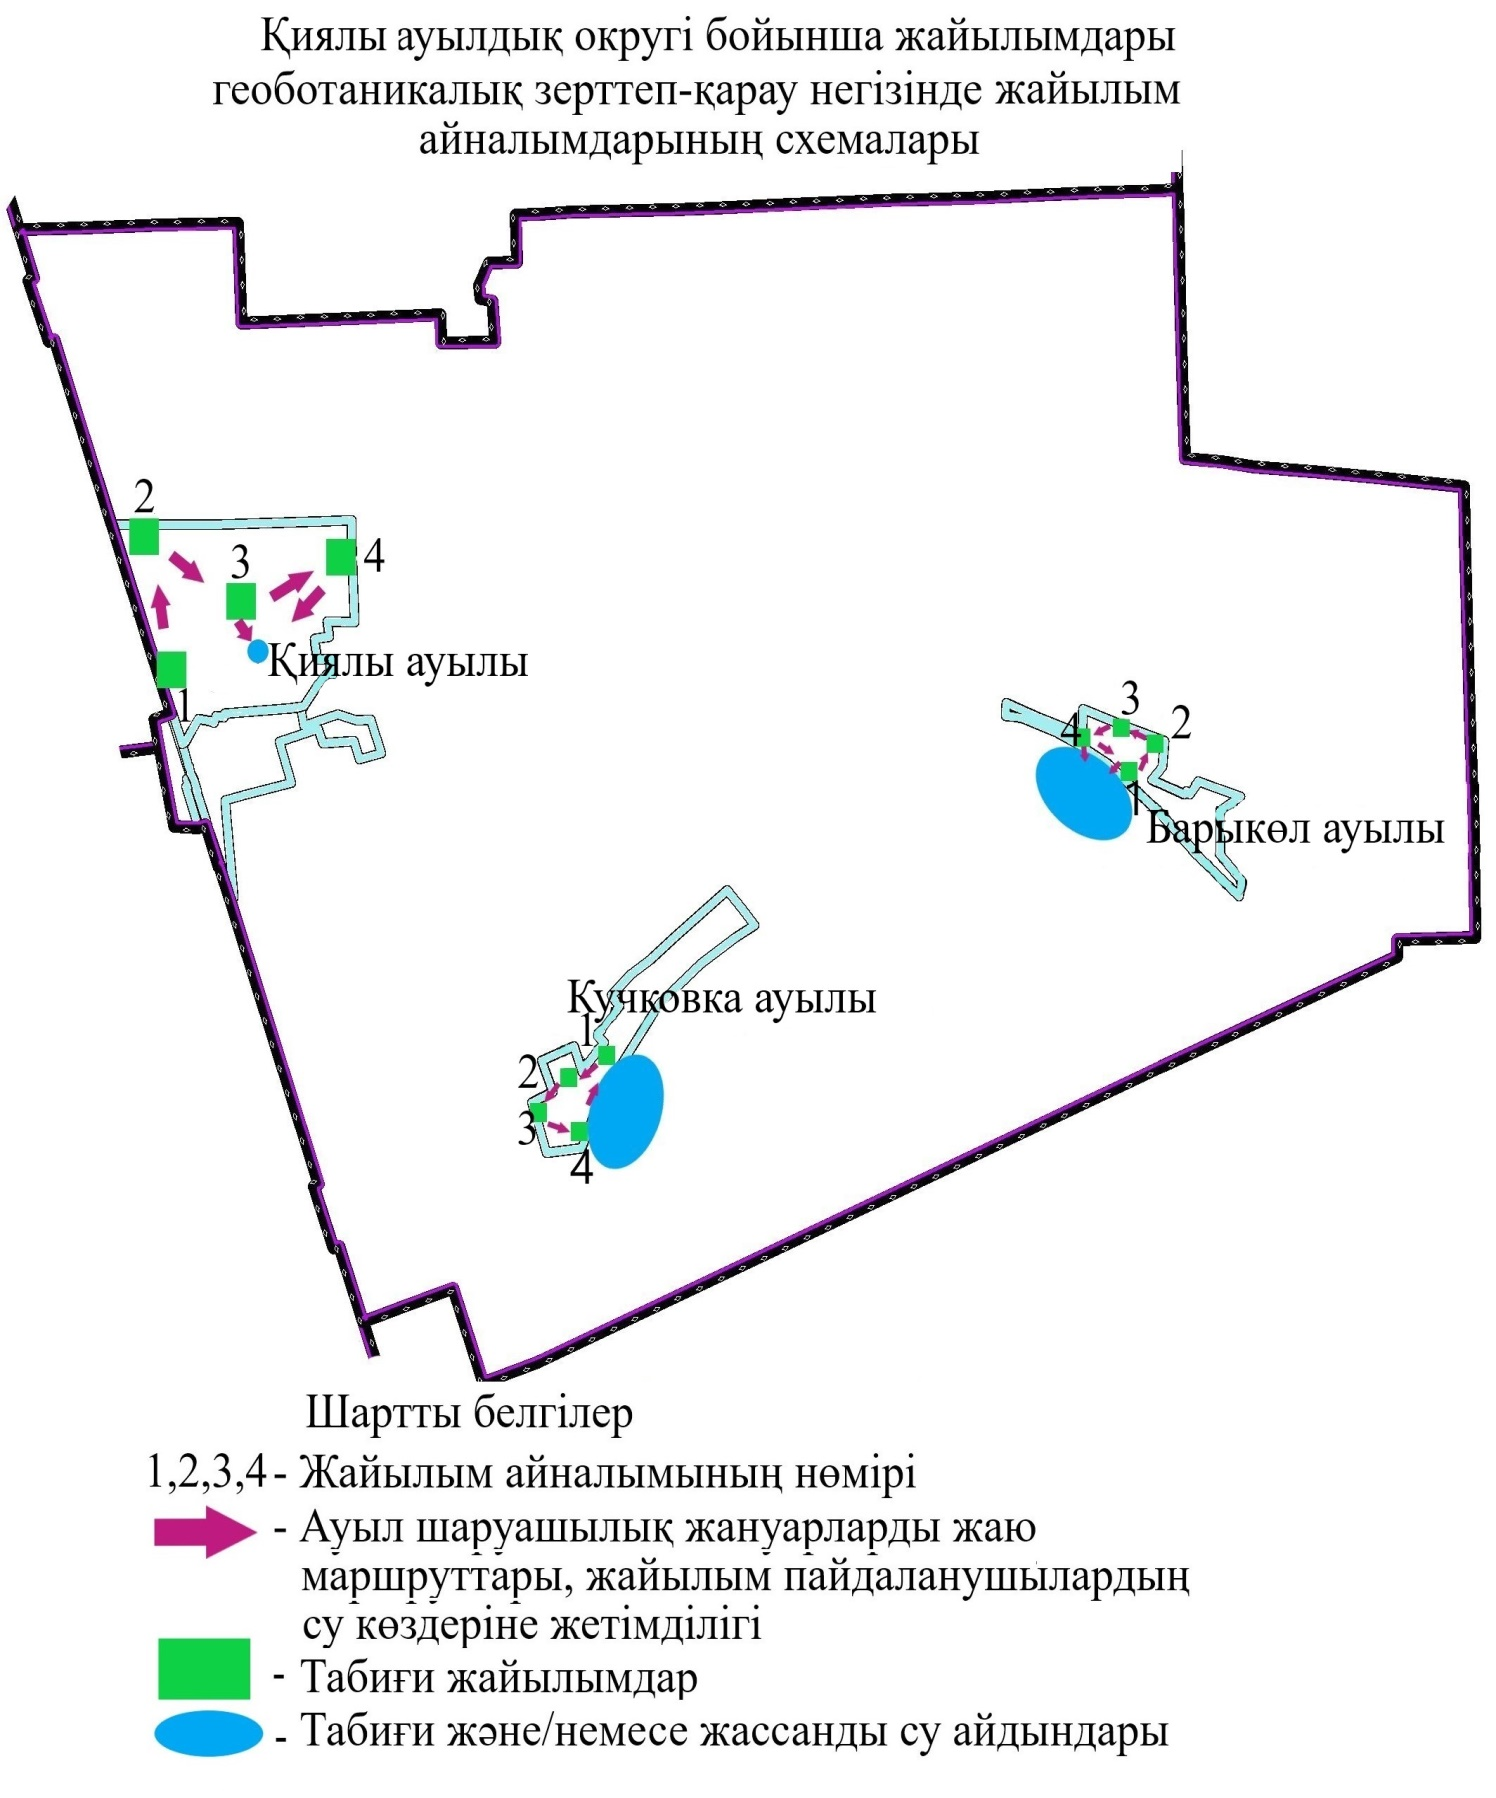 Қиялы ауылдық округі бойынша жайылымдары
геоботаникалық зерттеп-қарау негізінде жайылым
айналымдарының схемалары
2
3
4
Қиялы ауылы
1
3
2
4
1
Барыкөл ауылы
Кучковка ауылы
1
2
3
4
Шартты белгілер
1,2,3,4 - Жайылым айналымының нөмірі
- Ауыл шаруашылық жануарларды жаю
маршруттары, жайылым пайдаланушылардың
су көздеріне жетімділігі
- Табиғи жайылымдар
- Табиғи және/немесе жассанды су айдындары